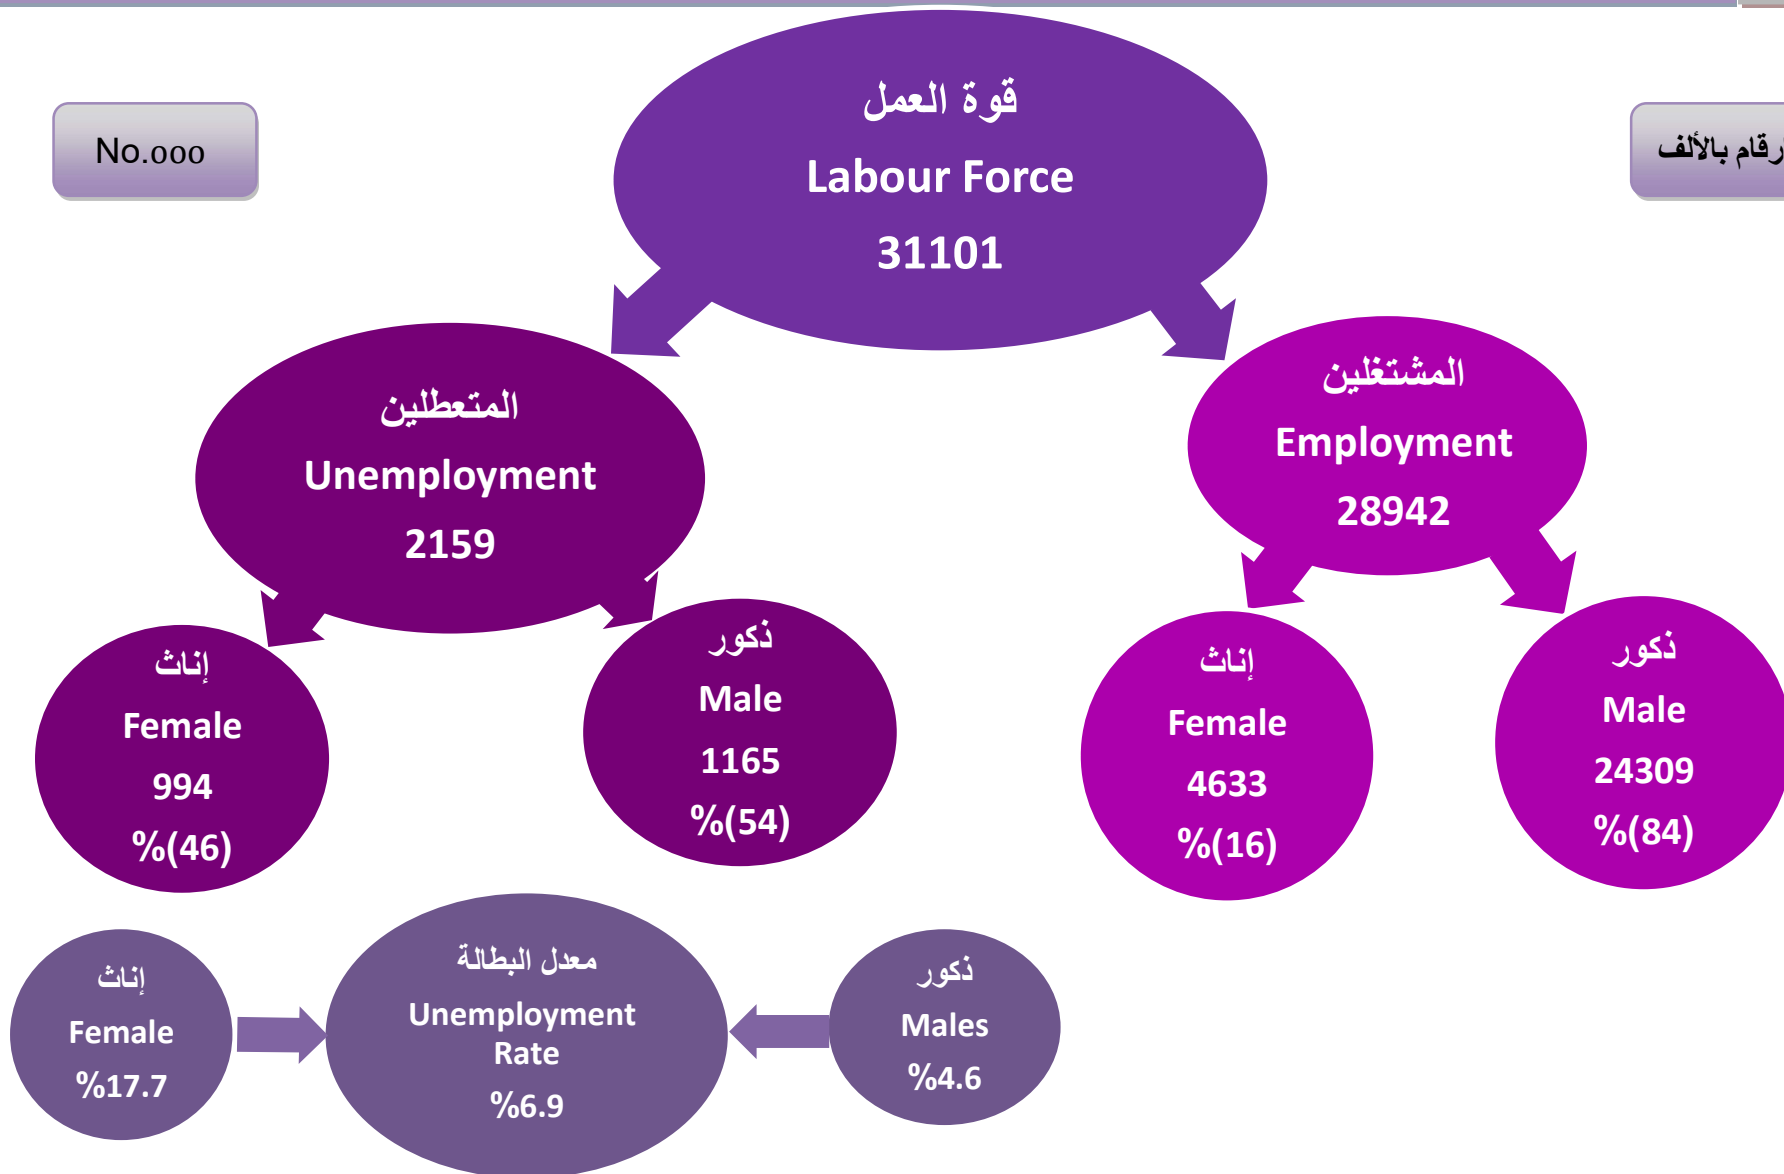 No.ooo
قوة العمل
Labour Force
31101
رقام بالألف
المتعطلين
Unemployment
2159
المشتغلين
Employment
28942
إناث
Female
994
%(46)
ذكور
Male
1165
%(54)
إناث
Female
4633
%(16)
ذكور
Male
24309
%(84)
إناث
Female
%17.7
معدل البطالة
Unemployment
Rate
%6.9
ذكور
Males
%4.6